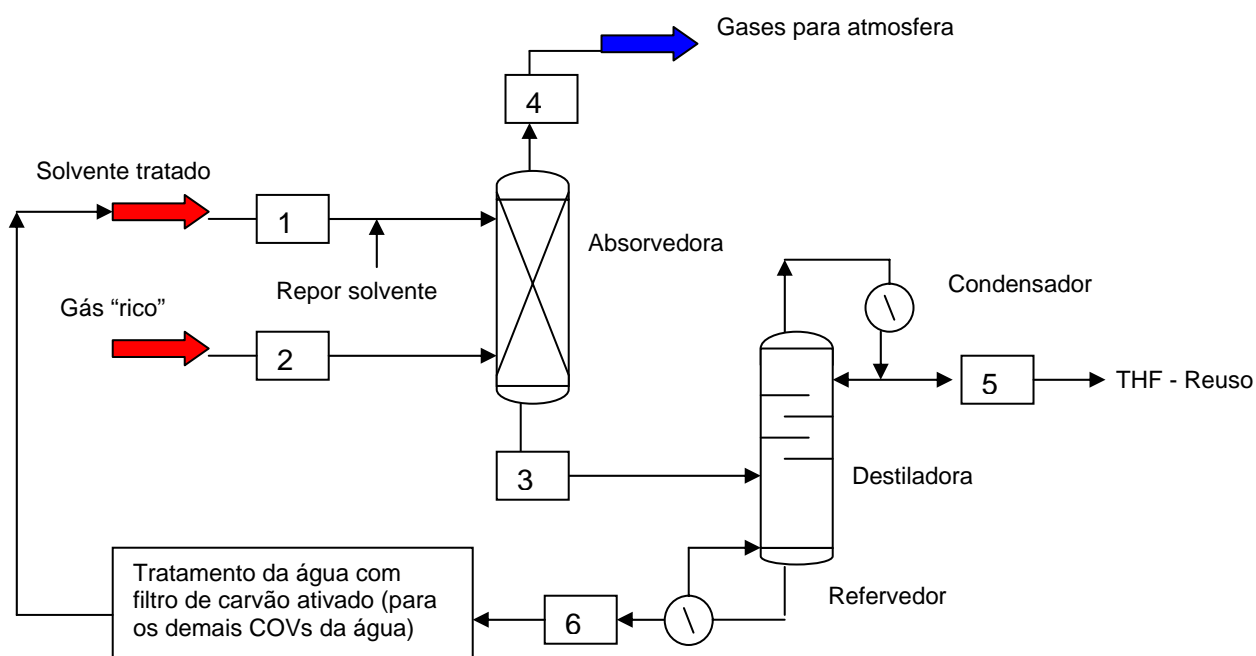 Gases para atmosfera
4
Solvente tratado
1
Absorvedora
Repor solvente
Condensador
Gás “rico”
2
5
THF - Reuso
3
Destiladora
Tratamento da água com
filtro de carvão ativado (para
os demais COVs da água)
6
Refervedor